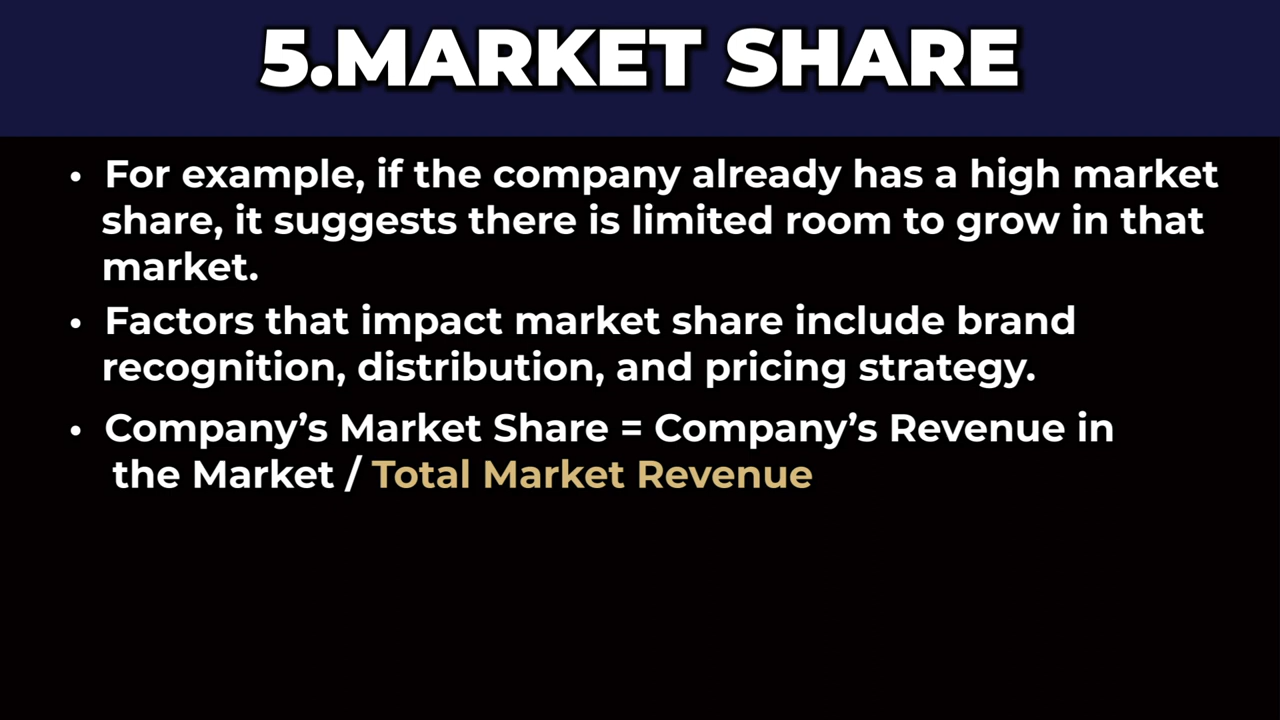 5.MARKET SHARE
• For example, if the company already has a high market
share, it suggests there is limited room to grow in that
market.
• Factors that impact market share include brand
recognition, distribution, and pricing strategy.
• Company’s Market Share = Company’s Revenue in
the Market / Total Market Revenue